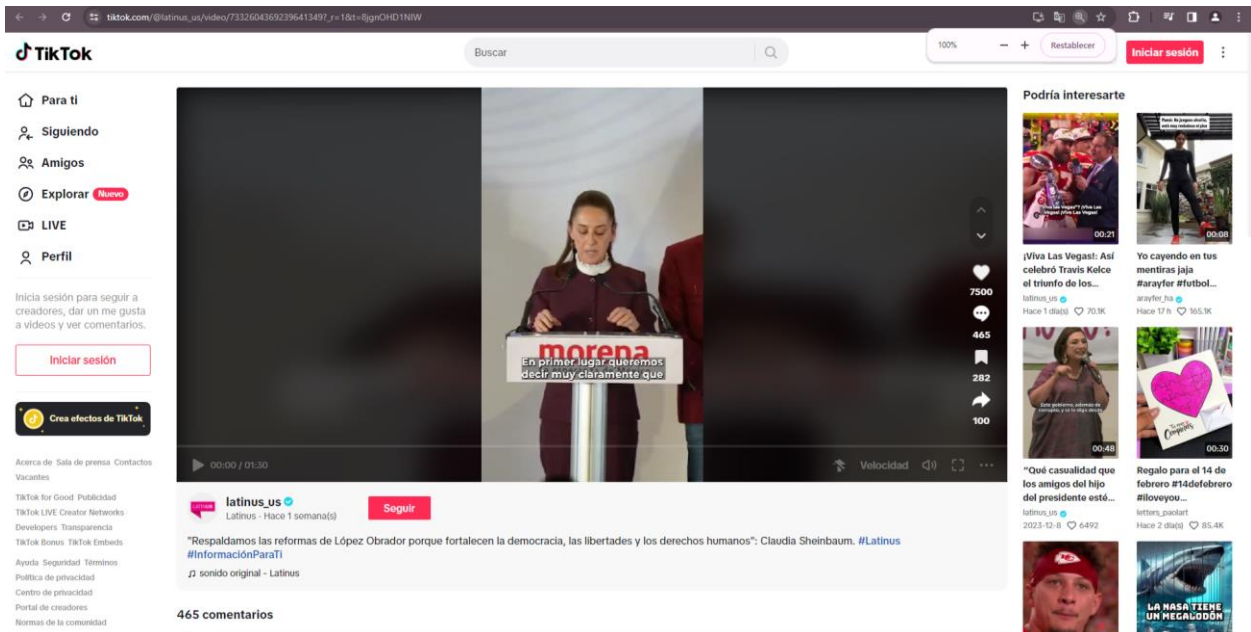 tiktok.com/@latinus_us/video/7332604369239641349?_r=1&t=8jgnOHD1NIW
100%
Restablecer
TikTok
Buscar
Iniciar sesión
Para ti
Siguiendo
Amigos
Explorar Nuevo
LIVE
Perfil
Inicia sesión para seguir a
creadores, dar un me gusta
a videos y ver comentarios.
Iniciar sesión
Crea efectos de TikTok
Acerca de Sala de prensa Contactos
Vacantes
TikTok for Good Publicidad
TikTok LIVE Creator Networks
Developers Transparencia
TikTok Bonus TikTok Embeds
Ayuda Seguridad Términos
Política de privacidad
Centro de privacidad
Portal de creadores
Normas de la comunidad
morena
En primer lugar queremos
decir muy claramente que
7500
465
282
100
00:00 / 01:30
Velocidad
latinus_us
Latinus · Hace 1 semana(s)
Seguir
"Respaldamos las reformas de López Obrador porque fortalecen la democracia, las libertades y los derechos humanos": Claudia Sheinbaum. #Latinus
#InformaciónParaTi
sonido original - Latinus
465 comentarios
Podría interesarte
00:21
¡Viva Las Vegas!: Así
celebró Travis Kelce
el triunfo de los...
latinus_us
Hace 1 día(s) 70.1K
00:08
Yo cayendo en tus
mentiras jaja
#arayfer #futbol...
arayfer_ha
Hace 17 h 165.1K
00:48
"Qué casualidad que
los amigos del hijo
del presidente esté...
latinus_us
2023-12-8 6492
00:30
Regalo para el 14 de
febrero #14defebrero
#iloveyou...
letters_paolart
Hace 2 día(s) 85.4K
LA NASA TIENE
UN MEGALODÓN